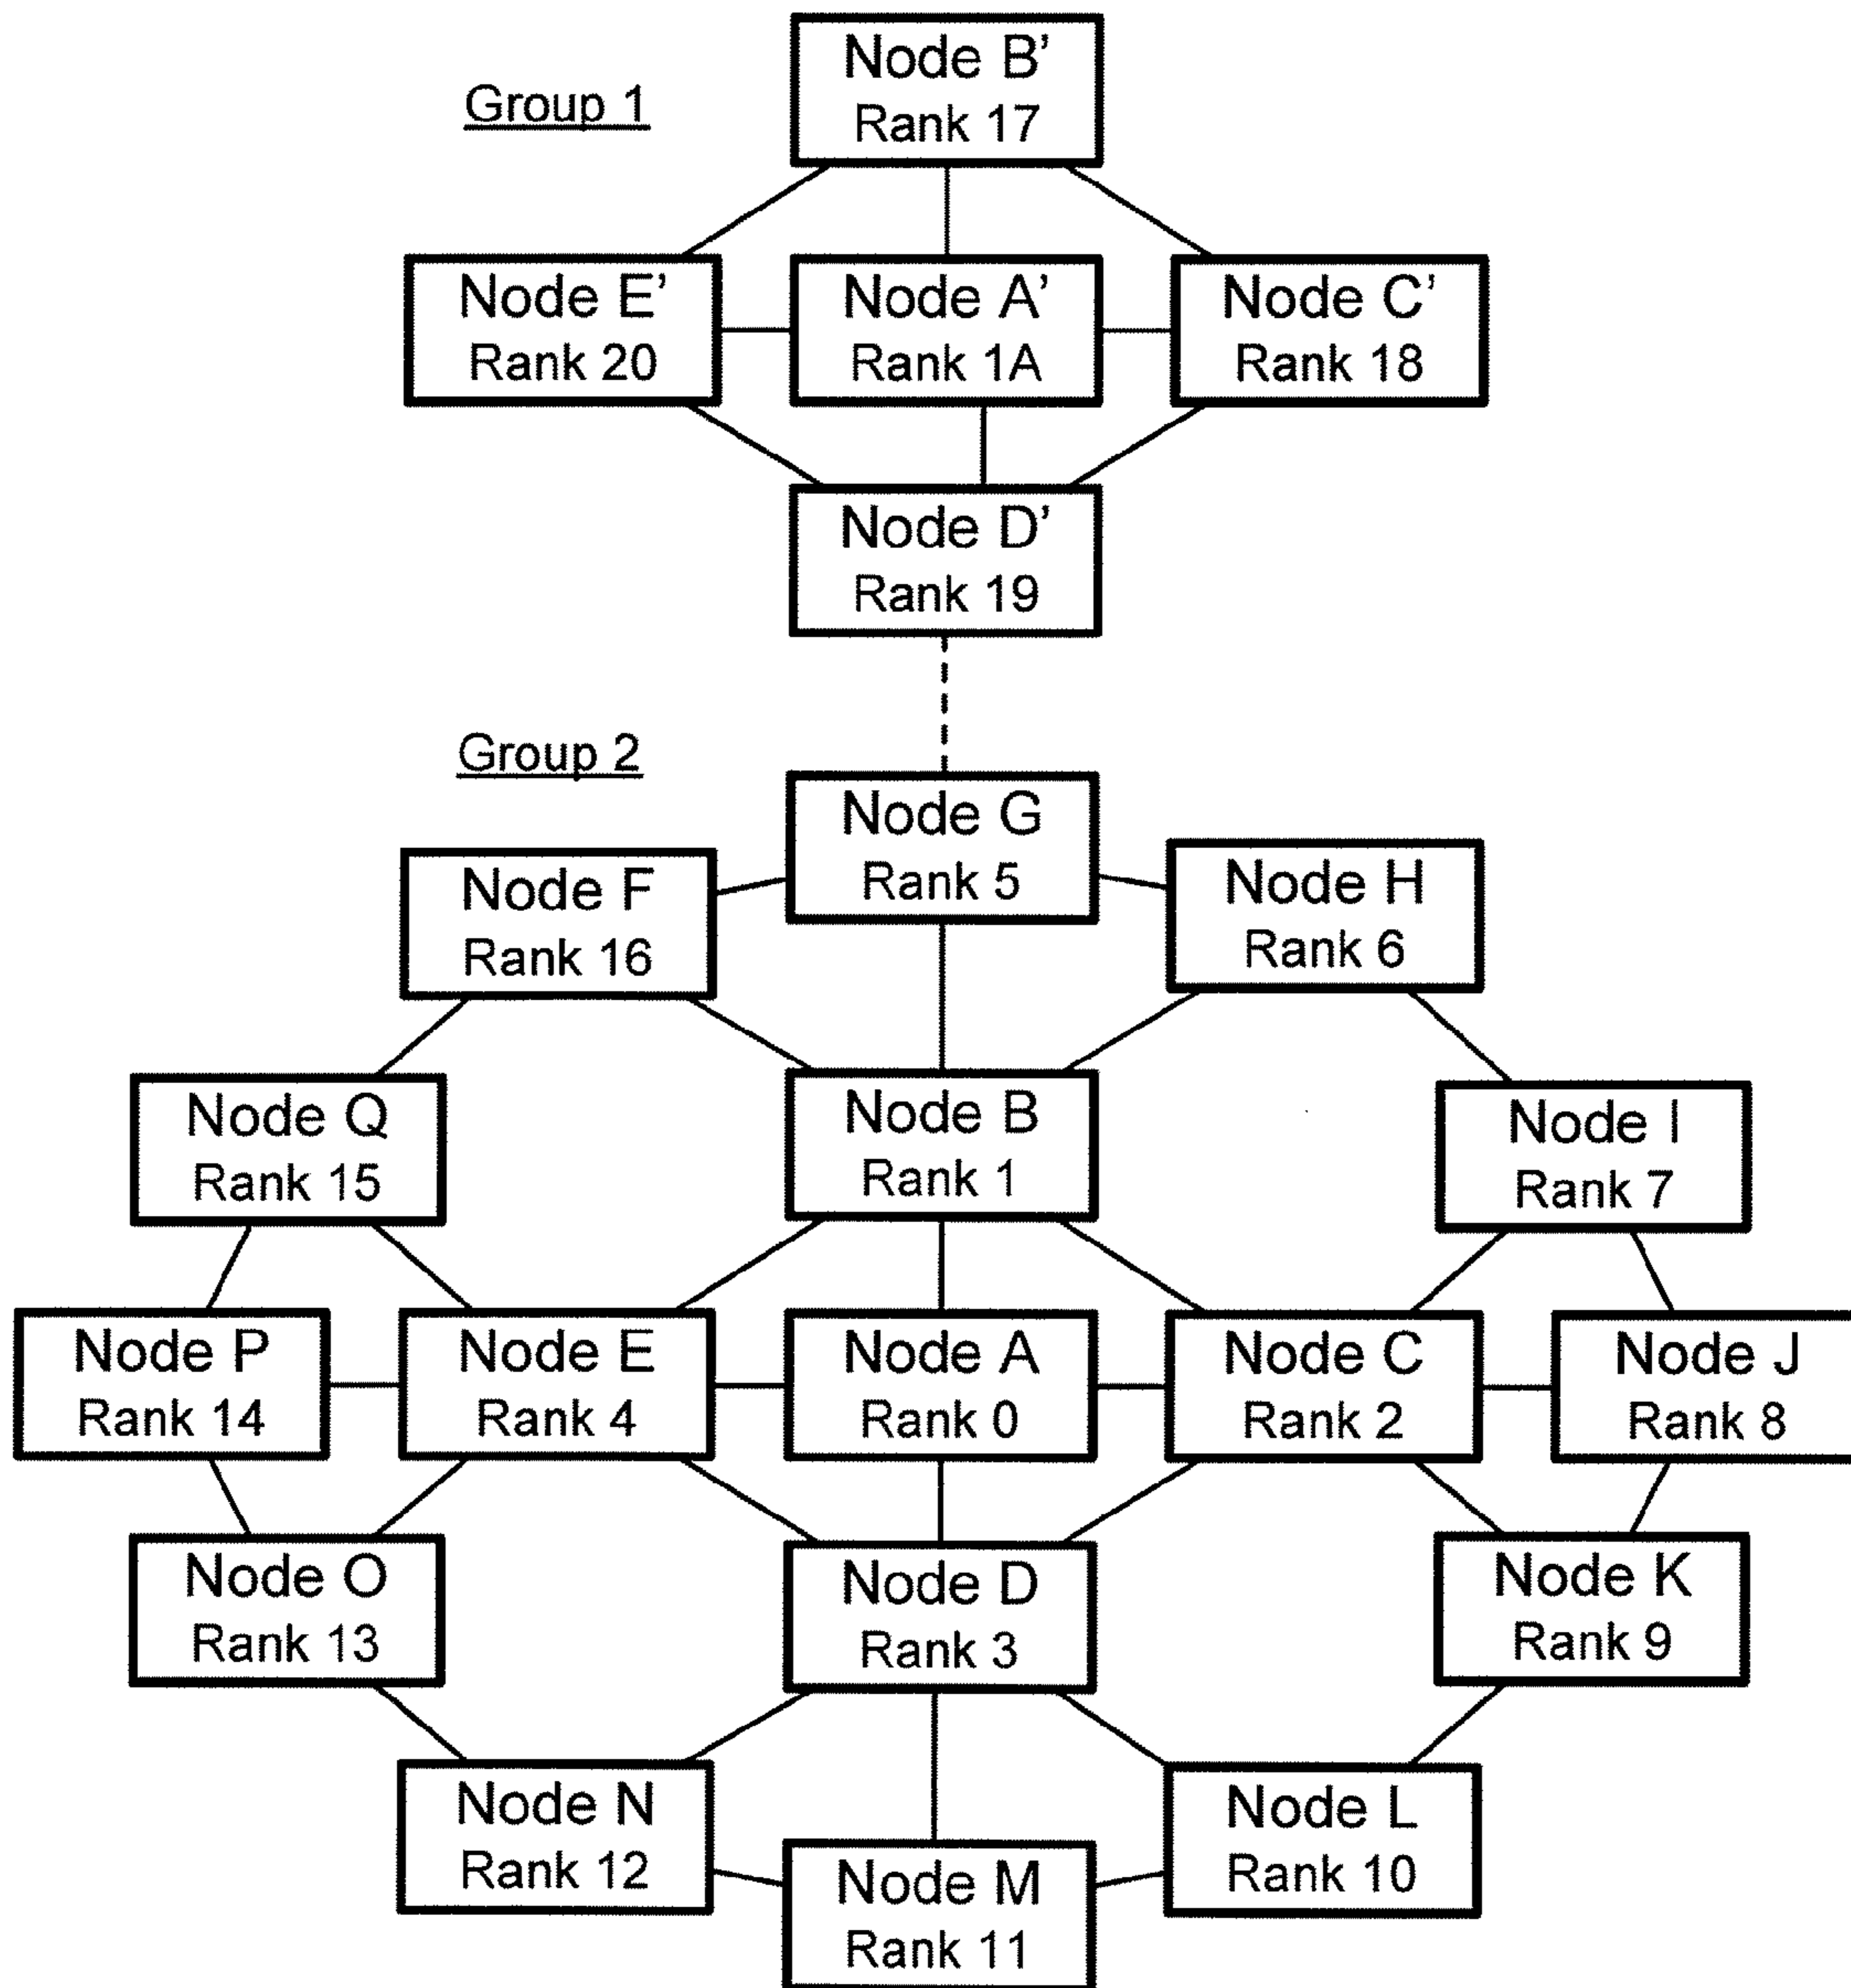 Node B’
Rank 17
Group 1
Node E’
Rank 20
Node A’
Rank 1A
Node C’
Rank 18
Node D’
Rank 19
Group 2
Node G
Rank 5
Node F
Rank 16
Node H
Rank 6
Node Q
Rank 15
Node B
Rank 1
Node I
Rank 7
Node P
Rank 14
Node E
Rank 4
Node A
Rank 0
Node C
Rank 2
Node J
Rank 8
Node O
Rank 13
Node D
Rank 3
Node K
Rank 9
Node N
Rank 12
Node M
Rank 11
Node L
Rank 10